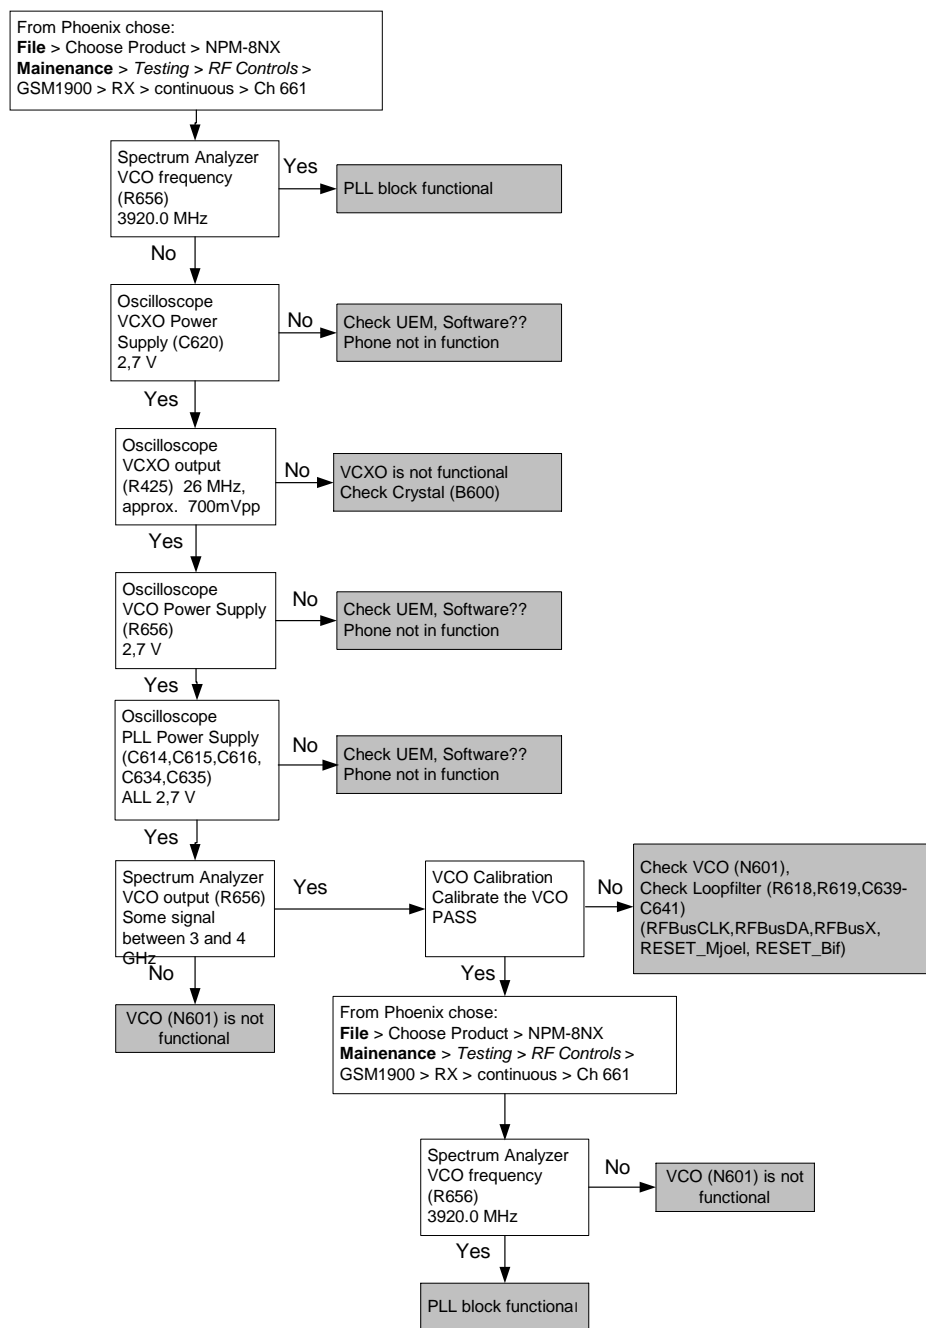 From Phoenix chose:
File > Choose Product > NPM-8NX
Mainenance > Testing > RF Controls >
GSM1900 > RX > continuous > Ch 661
Spectrum Analyzer
VCO frequency
(R656)
3920.0 MHz
Yes
PLL block functional
No
Oscilloscope
VCXO Power
Supply (C620)
2,7 V
No
Check UEM, Software??
Phone not in function
Yes
Oscilloscope
VCXO output
(R425) 26 MHz,
approx. 700mVpp
No
VCXO is not functional
Check Crystal (B600)
Yes
Oscilloscope
VCO Power Supply
(R656)
2,7 V
No
Check UEM, Software??
Phone not in function
Yes
Oscilloscope
PLL Power Supply
(C614,C615,C616,
C634,C635)
ALL 2,7 V
No
Check UEM, Software??
Phone not in function
Yes
Spectrum Analyzer
VCO output (R656)
Some signal
between 3 and 4
GHz
Yes
VCO Calibration
Calibrate the VCO
PASS
No
Check VCO (N601),
Check Loopfilter (R618,R619,C639-
C641)
(RFBusCLK,RFBusDA,RFBusX,
RESET_Mjoel, RESET_Bif)
No
VCO (N601) is not
functional
Yes
From Phoenix chose:
File > Choose Product > NPM-8NX
Mainenance > Testing > RF Controls >
GSM1900 > RX > continuous > Ch 661
Spectrum Analyzer
VCO frequency
(R656)
3920.0 MHz
No
VCO (N601) is not
functional
Yes
PLL block functional